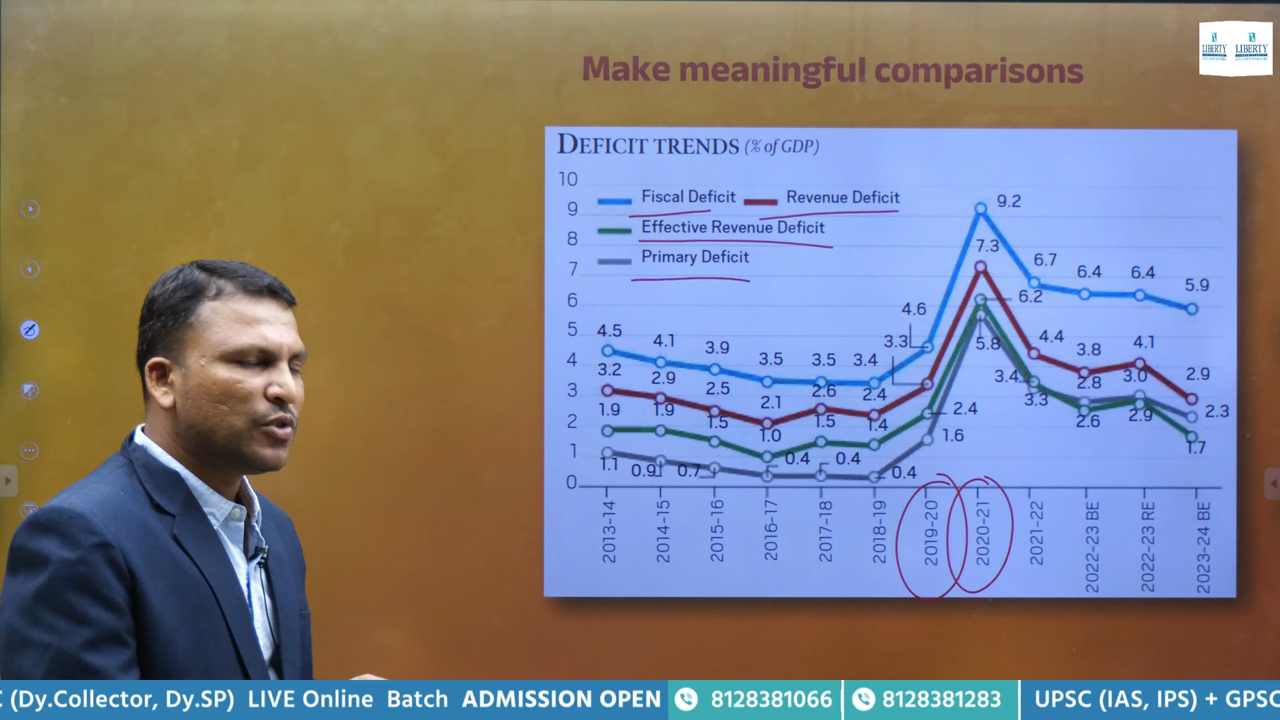 LIBERTY LIBERTY
Make meaningful comparisons
DEFICIT TRENDS (% of GDP)
10
9
8
7
6
5
4
3
2
1
0
Fiscal Deficit Revenue Deficit
Effective Revenue Deficit
Primary Deficit
4.5 4.1 3.9 3.5 3.5 3.4 4.6 9.2 6.7 6.4 6.4 5.9
3.2 2.9 2.5 2.1 2.6 2.4 3.3 7.3 4.4 3.8 4.1 2.9
1.9 1.9 1.5 1.0 1.5 1.4 2.4 6.2 3.3 2.6 2.9 1.7
1.1 0.9 0.7 0.4 0.4 0.4 1.6 5.8 3.4 2.8 3.0 2.3
2013-14
2014-15
2015-16
2016-17
2017-18
2018-19
2019-20
2020-21
2021-22
2022-23 BE
2022-23 RE
2023-24 BE
C (Dy.Collector, Dy.SP) LIVE Online Batch ADMISSION OPEN 8128381066 8128381283 UPSC (IAS, IPS) + GPSC